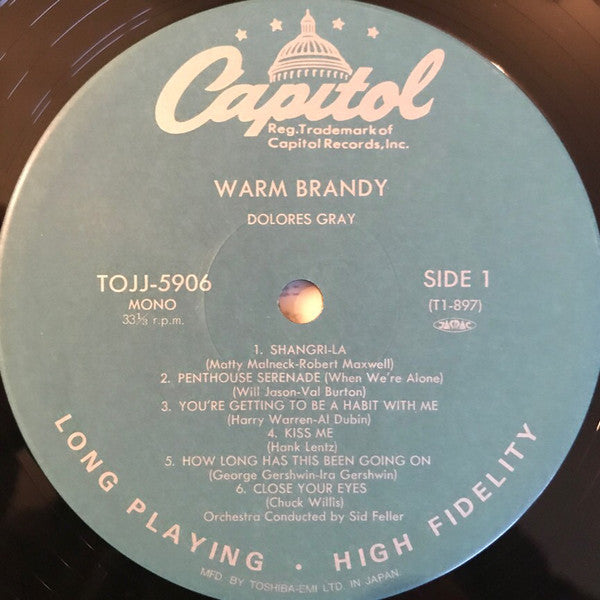 Capitol
Reg.Trademark of
Capitol Records, Inc.
WARM BRANDY
DOLORES GRAY
TOJJ-5906
MONO
33⅓ r.p.m.
SIDE 1
(T1-897)
JASRAC
1. SHANGRI-LA
(Matty Malneck-Robert Maxwell)
2. PENTHOUSE SERENADE (When We're Alone)
(Will Jason-Val Burton)
3. YOU'RE GETTING TO BE A HABIT WITH ME
(Harry Warren-Al Dubin)
4. KISS ME
(Hank Lentz)
5. HOW LONG HAS THIS BEEN GOING ON
(George Gershwin-Ira Gershwin)
6. CLOSE YOUR EYES
(Chuck Willis)
Orchestra Conducted by Sid Feller
LONG PLAYING · HIGH FIDELITY
MFD. BY TOSHIBA-EMI LTD. IN JAPAN